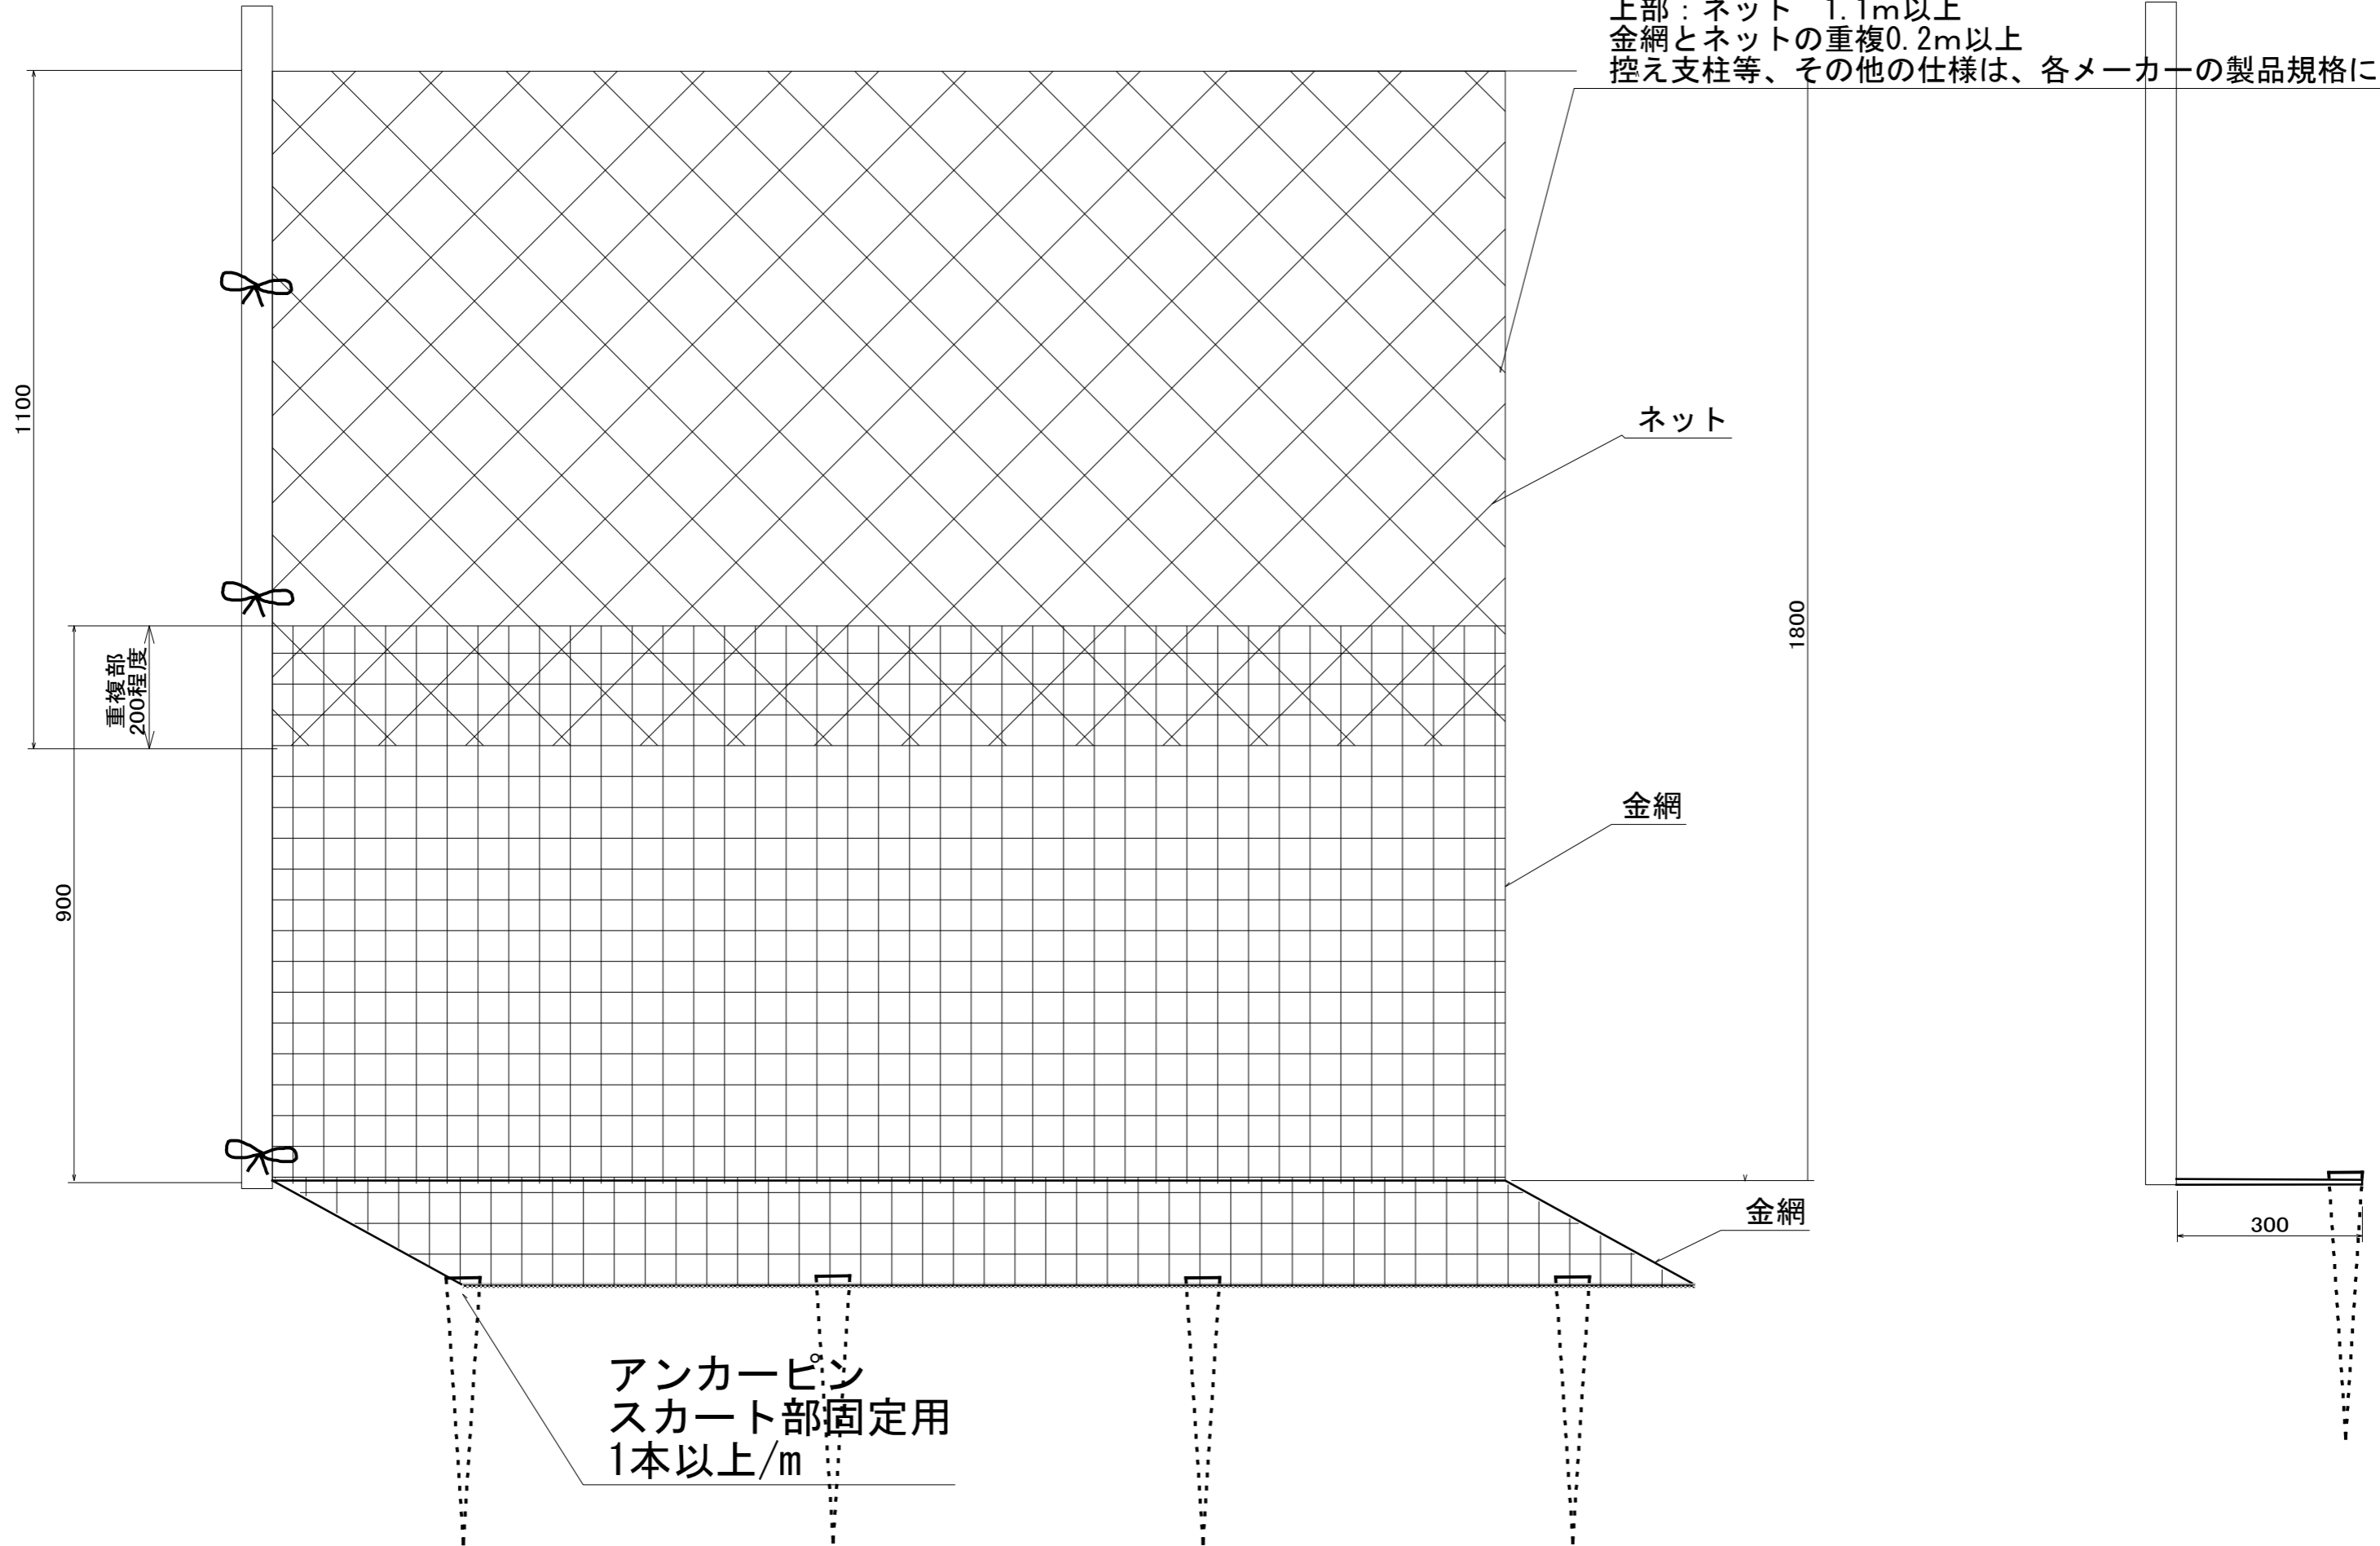 上部：ネット　1.1m以上
金網とネットの重複0.2m以上
控え支柱等、その他の仕様は、各メーカーの製品規格に
1100
ネット
1800
重複部
200程度
金網
900
金網
300
アンカーピン
スカート部固定用
1本以上/m